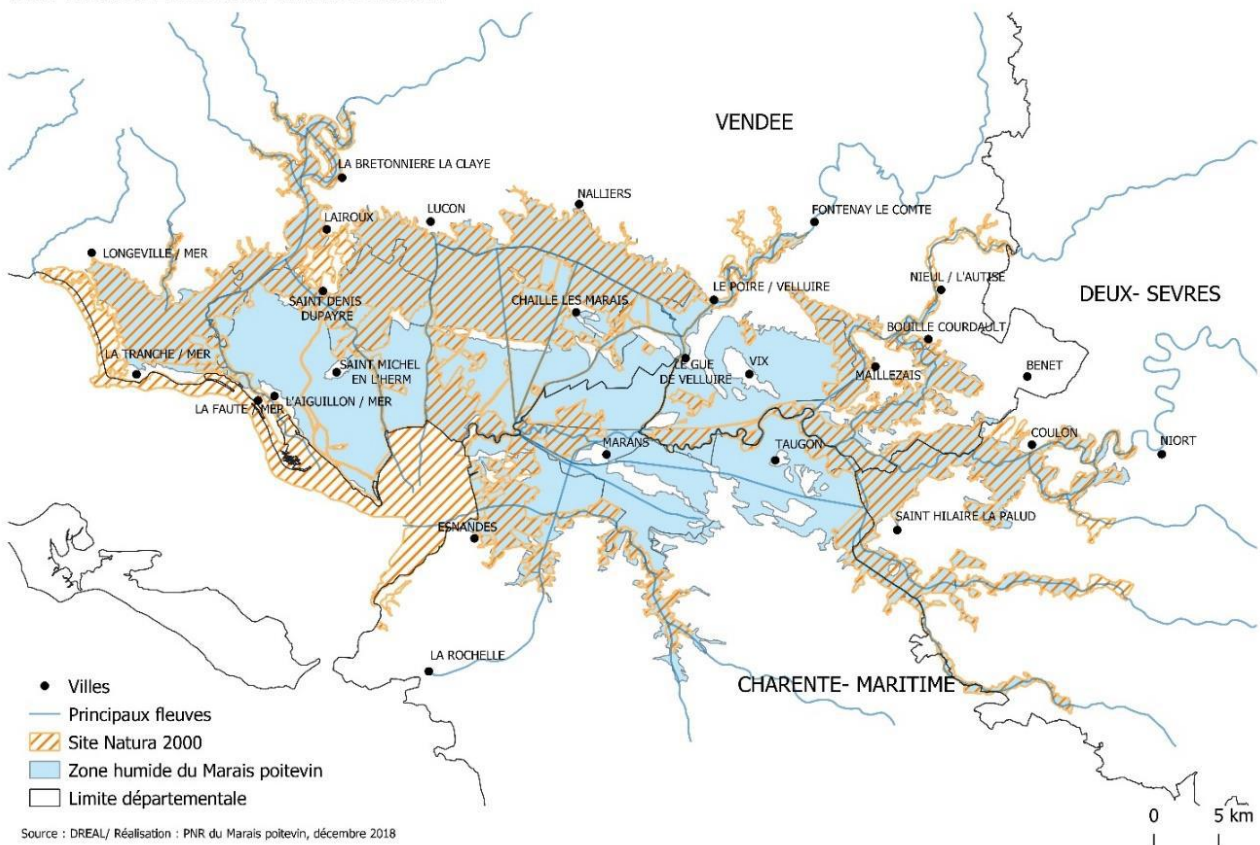 VENDEE
LA BRETONNIERE LA CLAYE
NALLIERS
LUCON
FONTENAY LE COMTE
LAIROUX
LONGEVILLE / MER
NIEUL / L'AUTISE
DEUX- SEVRES
LE POIRE / VELLUIRE
SAINT DENIS
DUPAYRE
CHAILLE LES MARAIS
BOUILLE COURDAULT
LA TRANCHE / MER
SAINT MICHEL
EN L'HERM
LE GUE
DE VELLUIRE
VIX
MAILLEZAIS
BENET
LA FAUTE / MER
L'AIGUILLON / MER
MARANS
TAUGON
COULON
NIORT
ESNANDES
SAINT HILAIRE LA PALUD
LA ROCHELLE
CHARENTE- MARITIME
Villes
Principaux fleuves
Site Natura 2000
Zone humide du Marais poitevin
Limite départementale
0 5 km
Source : DREAL/ Réalisation : PNR du Marais poitevin, décembre 2018